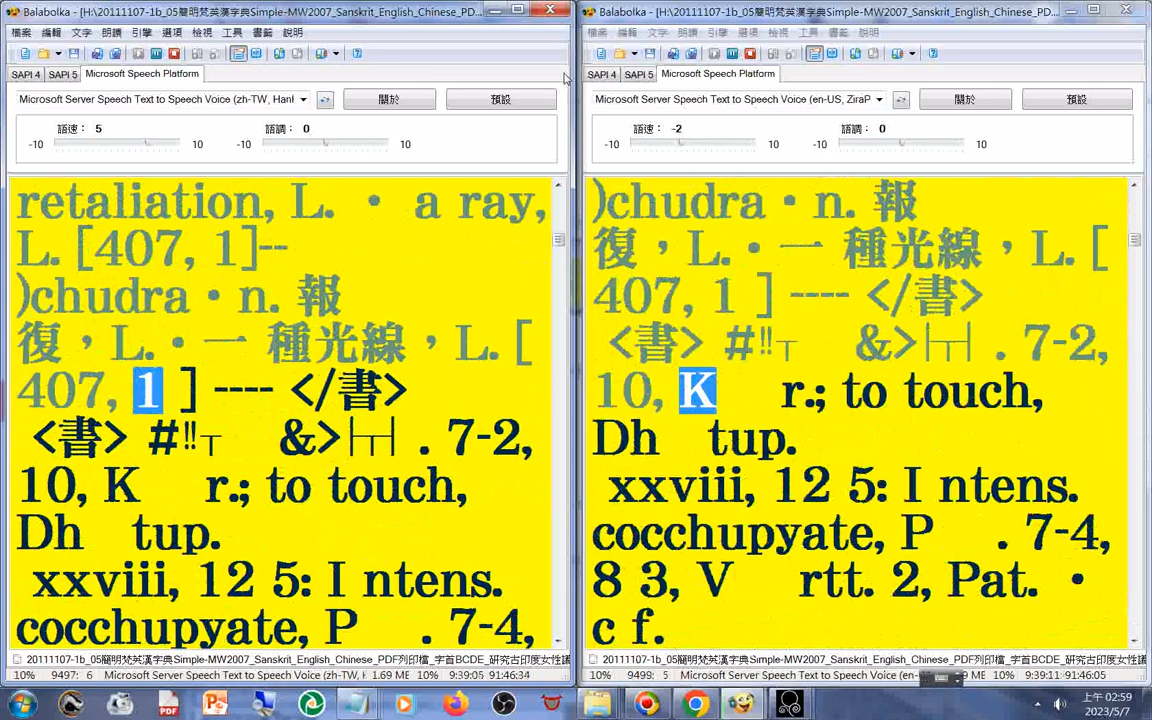 Balabolka - [H:\20111107-1b_05簡明梵英漢字典Simple-MW2007_Sanskrit_English_Chinese_PD...
檔案 編輯 文字 朗讀 引擎 選項 檢視 工具 書籤 說明
SAPI 4 SAPI 5 Microsoft Speech Platform
Microsoft Server Speech Text to Speech Voice (zh-TW, Hanl
關於
預設
語速： 5
語調： 0
-10 10 -10 10
retaliation, L. • a ray,
L. [407, 1]--
)chudra • n. 報
復，L. • 一 種光線，L. [
407, 1 ] ---- </書>
<書> #‼┬ &>├┬┤. 7-2,
10, K r.; to touch,
Dh tup.
xxviii, 12 5: I ntens.
cocchupyate, P . 7-4,
20111107-1b_05簡明梵英漢字典Simple-MW2007_Sanskrit_English_Chinese_PDF列印檔_字首BCDE_研究古印度女性議
10% 9497: 6 Microsoft Server Speech Text to Speech Voice (zh-TW, H 1.69 ME 10% 9:39:05 91:46:34
Balabolka - [H:\20111107-1b_05簡明梵英漢字典Simple-MW2007_Sanskrit_English_Chinese_PD...
檔案 編輯 文字 朗讀 引擎 選項 檢視 工具 書籤 說明
SAPI 4 SAPI 5 Microsoft Speech Platform
Microsoft Server Speech Text to Speech Voice (en-US, ZiraP
關於
預設
語速： -2
語調： 0
-10 10 -10 10
)chudra • n. 報
復，L. • 一 種光線，L. [
407, 1 ] ---- </書>
<書> #‼┬ &>├┬┤. 7-2,
10, K r.; to touch,
Dh tup.
xxviii, 12 5: I ntens.
cocchupyate, P . 7-4,
8 3, V rtt. 2, Pat. •
c f.
20111107-1b_05簡明梵英漢字典Simple-MW2007_Sanskrit_English_Chinese_PDF列印檔_字首BCDE_研究古印度女性議
10% 9499: 5 Microsoft Server Speech Text to Speech Voice (en-U 10% 9:39:11 91:46:05
上午 02:59
2023/5/7